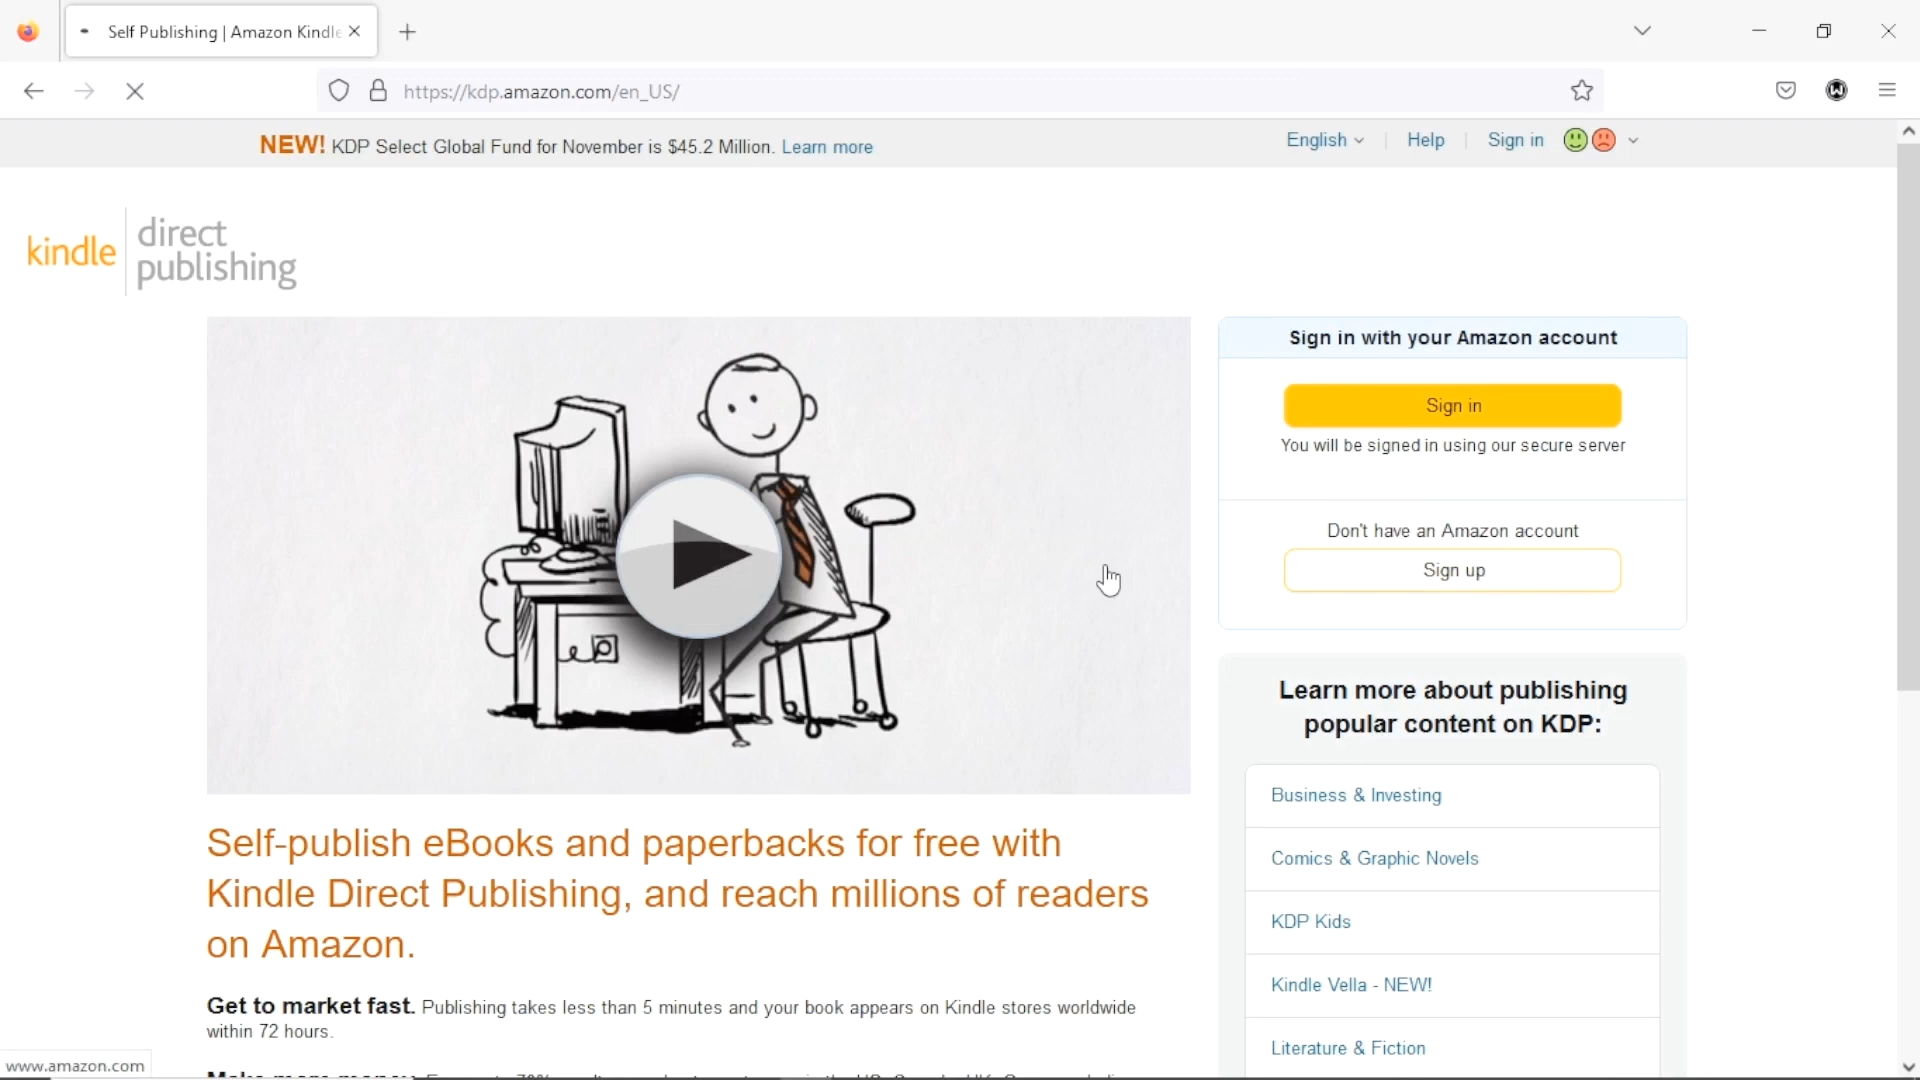 Self Publishing | Amazon Kindle
https://kdp.amazon.com/en_US/
NEW! KDP Select Global Fund for November is $45.2 Million. Learn more
English
Help
Sign in
kindle
direct
publishing
Sign in with your Amazon account
Sign in
You will be signed in using our secure server
Don't have an Amazon account
Sign up
Learn more about publishing
popular content on KDP:
Business & Investing
Comics & Graphic Novels
KDP Kids
Kindle Vella - NEW!
Literature & Fiction
Self-publish eBooks and paperbacks for free with
Kindle Direct Publishing, and reach millions of readers
on Amazon.
Get to market fast. Publishing takes less than 5 minutes and your book appears on Kindle stores worldwide
within 72 hours.
www.amazon.com